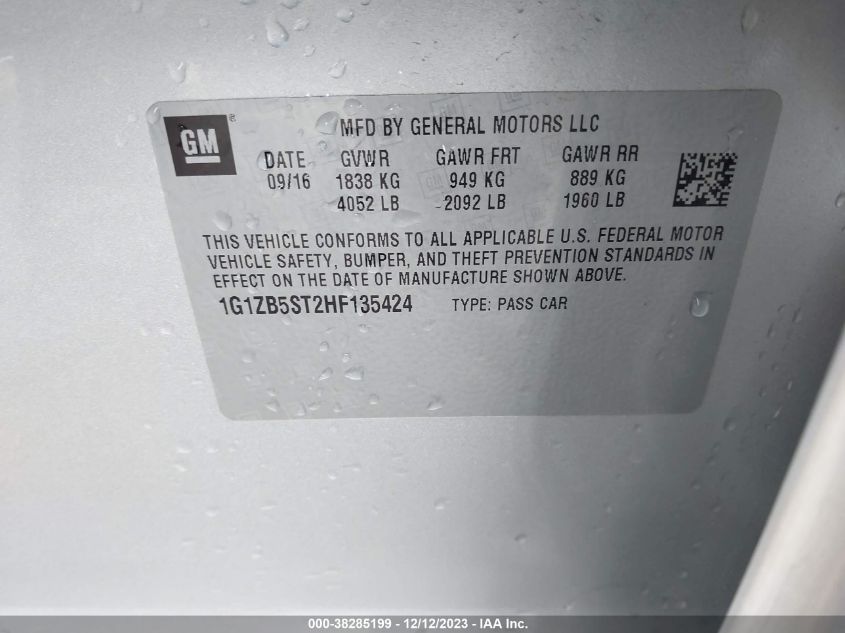 GM ® MFD BY GENERAL MOTORS LLC
DATE GVWR GAWR FRT GAWR RR
09/16 1838 KG 949 KG 889 KG
4052 LB 2092 LB 1960 LB
THIS VEHICLE CONFORMS TO ALL APPLICABLE U.S. FEDERAL MOTOR
VEHICLE SAFETY, BUMPER, AND THEFT PREVENTION STANDARDS IN
EFFECT ON THE DATE OF MANUFACTURE SHOWN ABOVE.
1G1ZB5ST2HF135424 TYPE: PASS CAR
000-38285199 - 12/12/2023 - IAA Inc.